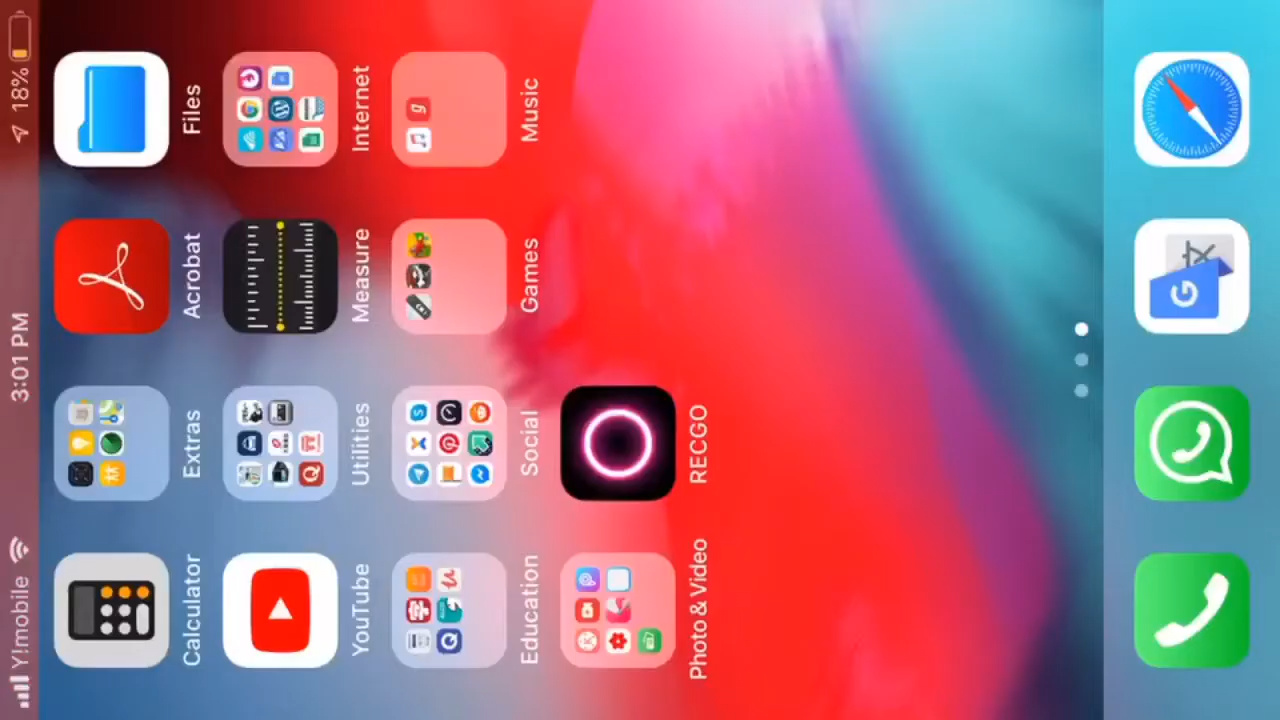 Y!mobile 3:01 PM 18%
Calculator Extras Acrobat Files
YouTube Utilities Measure Internet
Education Social Games Music
Photo & Video RECGO